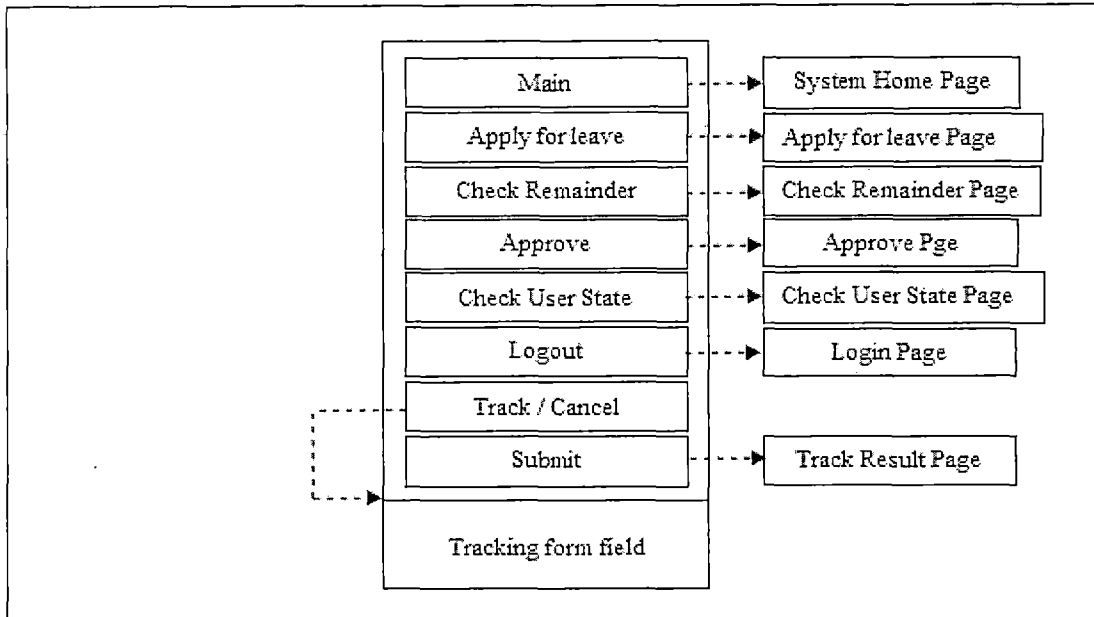 Main
System Home Page
Apply for leave
Apply for leave Page
Check Remainder
Check Remainder Page
Approve
Approve Pge
Check User State
Check User State Page
Logout
Login Page
Track / Cancel
Submit
Track Result Page
Tracking form field